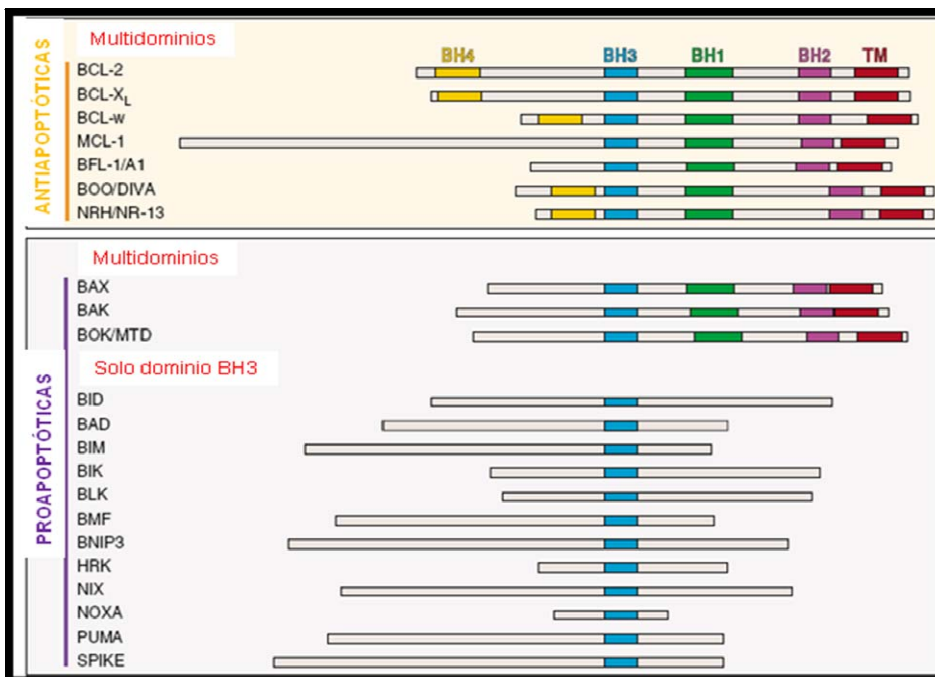 ANTIAPOPTÓTICAS
Multidominios
BH4 BH3 BH1 BH2 TM
BCL-2
BCL-XL
BCL-w
MCL-1
BFL-1/A1
BOO/DIVA
NRH/NR-13
PROAPOPTÓTICAS
Multidominios
BAX
BAK
BOK/MTD
Solo dominio BH3
BID
BAD
BIM
BIK
BLK
BMF
BNIP3
HRK
NIX
NOXA
PUMA
SPIKE